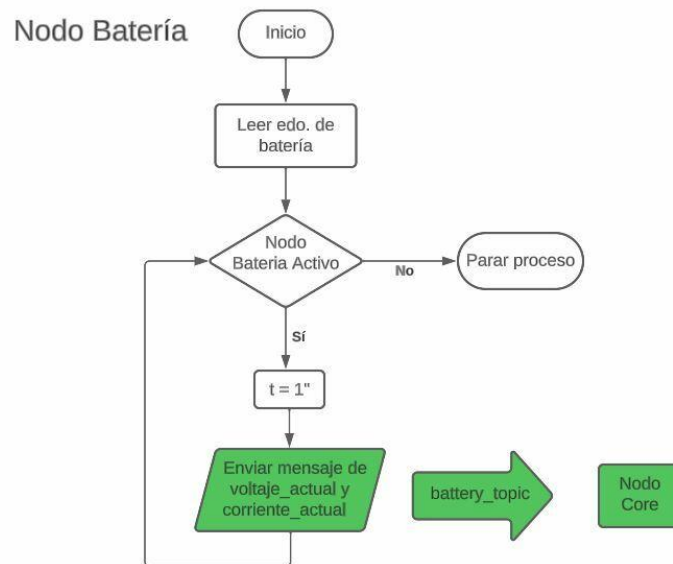 Nodo Batería
Inicio
Leer edo. de
batería
Nodo
Bateria Activo
No
Parar proceso
Sí
t = 1"
Enviar mensaje de
voltaje_actual y
corriente_actual
battery_topic
Nodo
Core